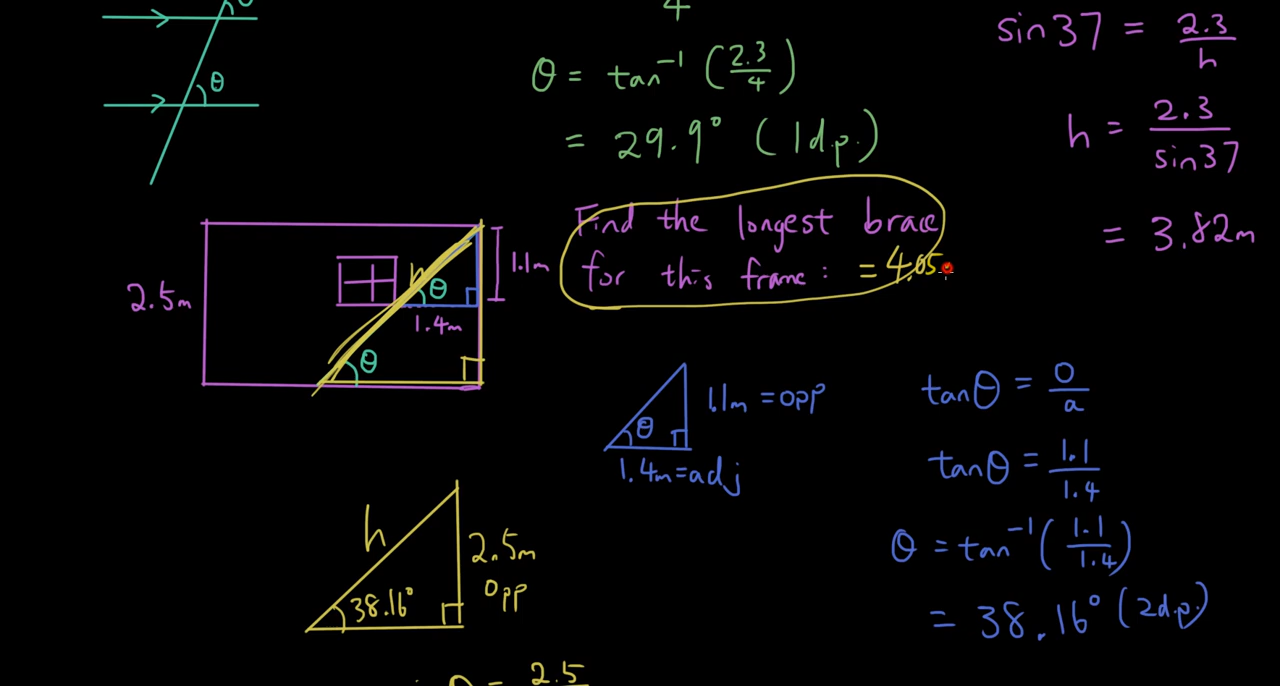 θ
4
θ = tan⁻¹ (2.3/4)
= 29.9° (1d.p.)
sin37 = 2.3/h
h = 2.3/sin37
= 3.82m
Find the longest brace
for this frame: = 4.05
2.5m
h
θ
1.1m
1.4m
θ
θ
1.1m = opp
1.4m=adj
tanθ = o/a
tanθ = 1.1/1.4
θ = tan⁻¹(1.1/1.4)
= 38.16° (2d.p.)
h
2.5m
opp
38.16°
= 2.5